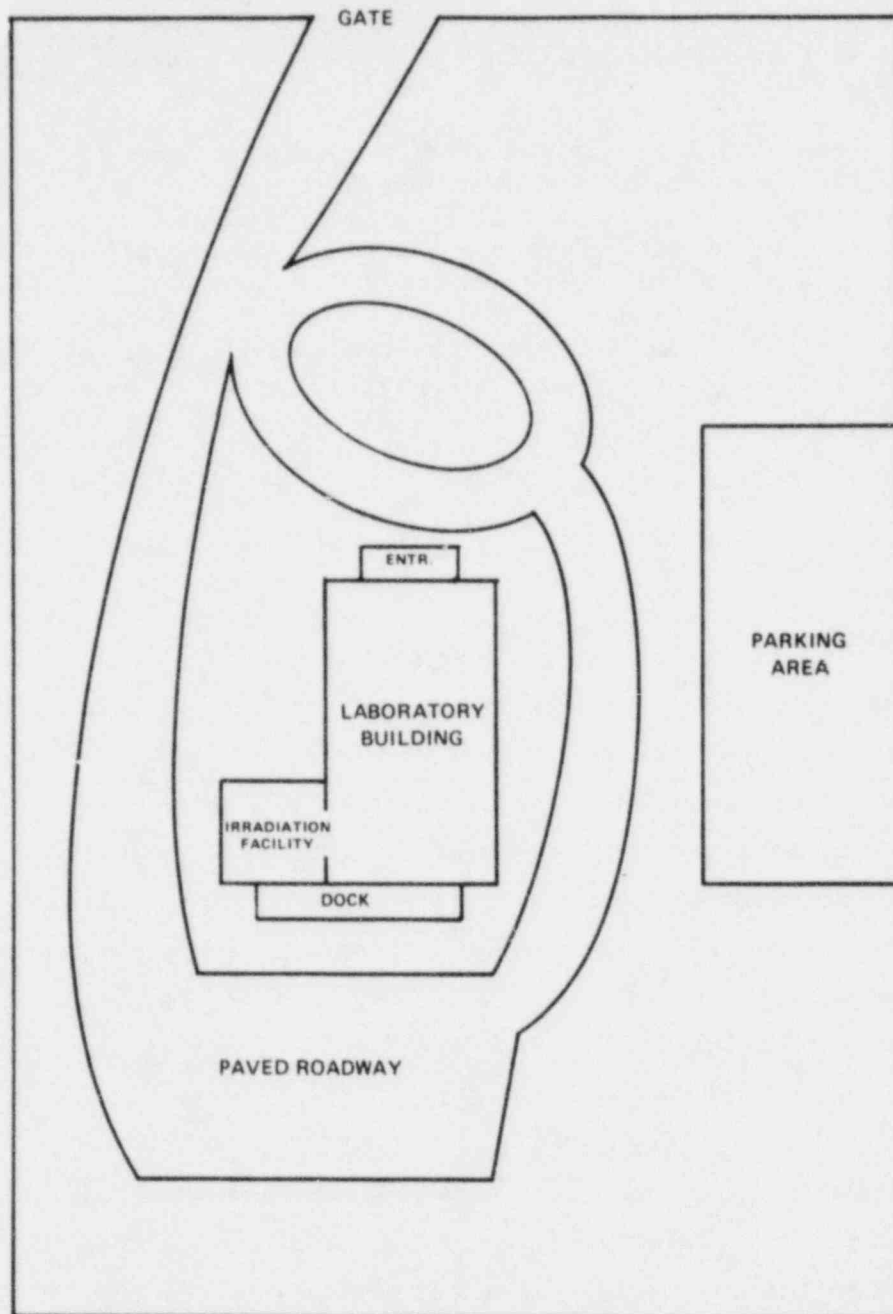 GATE
ENTR.
PARKING
AREA
LABORATORY
BUILDING
IRRADIATION
FACILITY
DOCK
PAVED ROADWAY